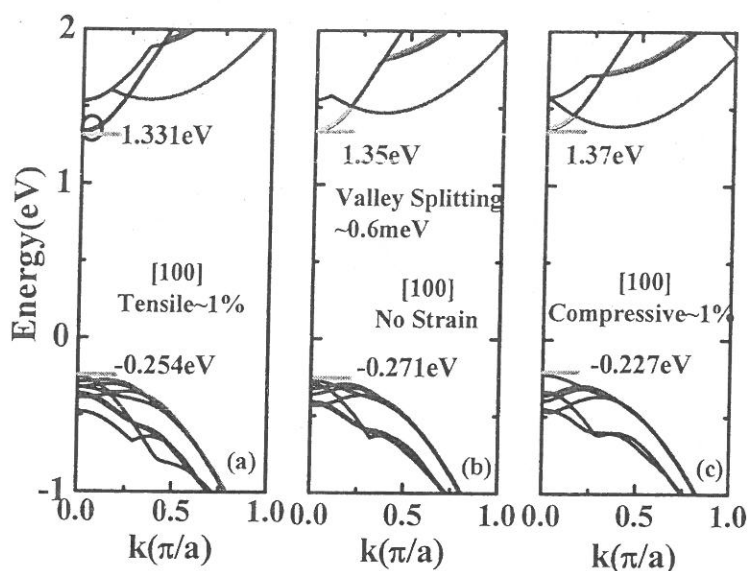 Energy(eV)
2
1
0
-1
1.331eV
[100]
Tensile~1%
-0.254eV
(a)
0.0 0.5 1.0
k(π/a)
1.35eV
Valley Splitting
~0.6meV
[100]
No Strain
-0.271eV
(b)
0.0 0.5 1.0
k(π/a)
1.37eV
[100]
Compressive~1%
-0.227eV
(c)
0.0 0.5 1.0
k(π/a)